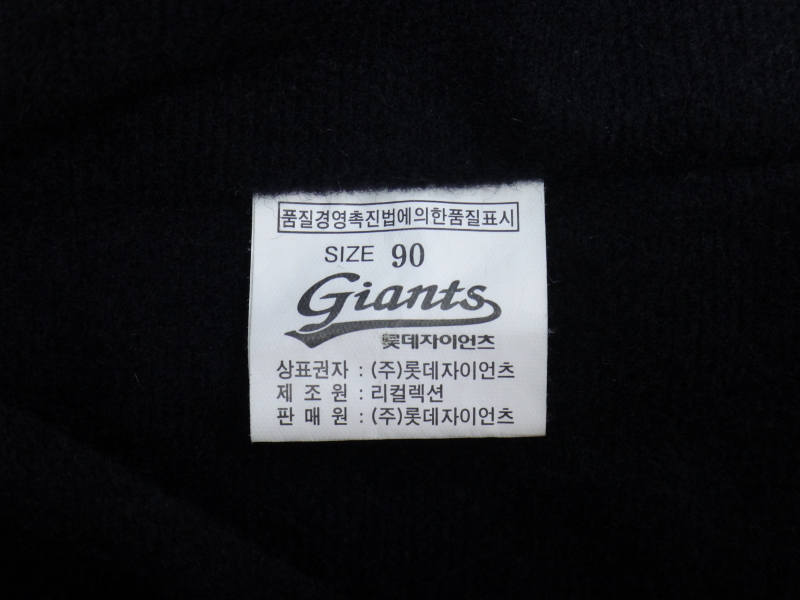 품질경영촉진법에의한품질표시
SIZE 90
Giants
롯데자이언츠
상표권자 : (주)롯데자이언츠
제 조 원 : 리컬렉션
판 매 원 : (주)롯데자이언츠